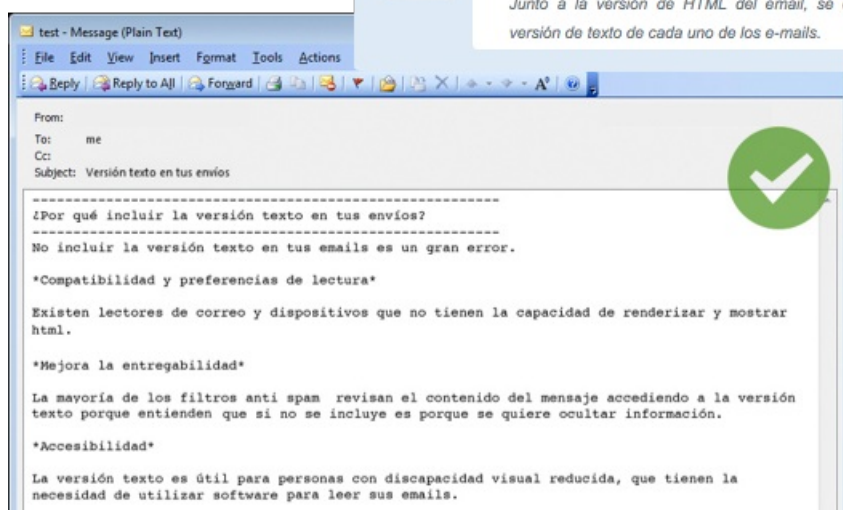 Junto a la versión de HTML del email, se
versión de texto de cada uno de los e-mails.
test - Message (Plain Text)
File Edit View Insert Format Tools Actions
Reply Reply to All Forward
From:
To: me
Cc:
Subject: Versión texto en tus envíos
------------------------------------------------------------
¿Por qué incluir la versión texto en tus envíos?
------------------------------------------------------------
No incluir la versión texto en tus emails es un gran error.
*Compatibilidad y preferencias de lectura*
Existen lectores de correo y dispositivos que no tienen la capacidad de renderizar y mostrar
html.
*Mejora la entregabilidad*
La mayoría de los filtros anti spam  revisan el contenido del mensaje accediendo a la versión
texto porque entienden que si no se incluye es porque se quiere ocultar información.
*Accesibilidad*
La versión texto es útil para personas con discapacidad visual reducida, que tienen la
necesidad de utilizar software para leer sus emails.